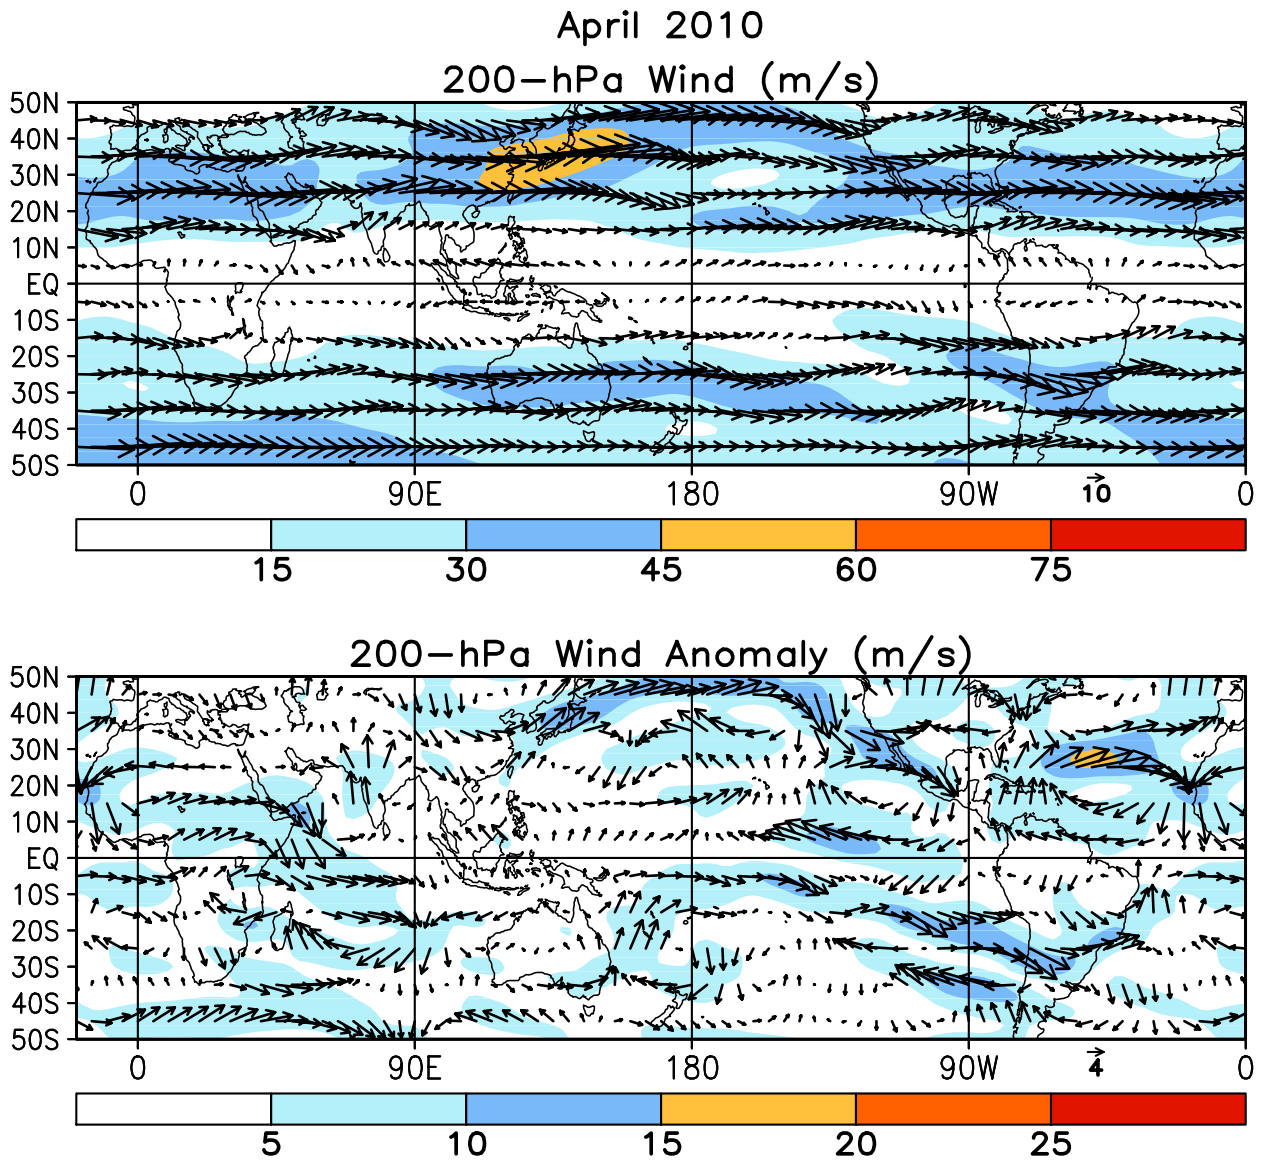 April 2010
200-hPa Wind (m/s)
50N
40N
30N
20N
10N
EQ
10S
20S
30S
40S
50S
0 90E 180 90W 0
10
15 30 45 60 75
200-hPa Wind Anomaly (m/s)
50N
40N
30N
20N
10N
EQ
10S
20S
30S
40S
50S
0 90E 180 90W 0
4
5 10 15 20 25